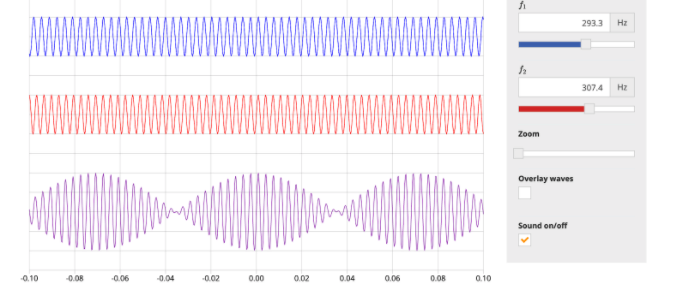 f₁
293.3 Hz
f₂
307.4 Hz
Zoom
Overlay waves
Sound on/off
-0.10 -0.08 -0.06 -0.04 -0.02 0.00 0.02 0.04 0.06 0.08 0.10